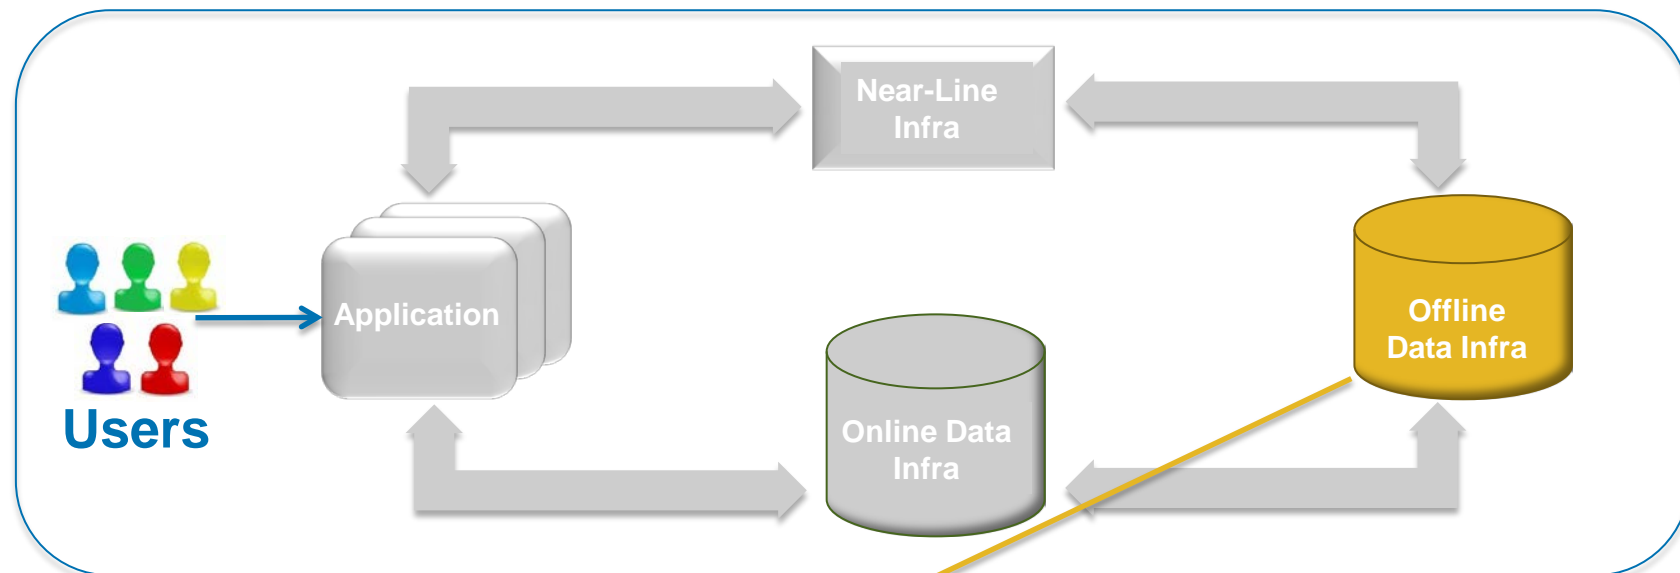 Near-Line
Infra
Application
Users
Offline
Data Infra
Online Data
Infra